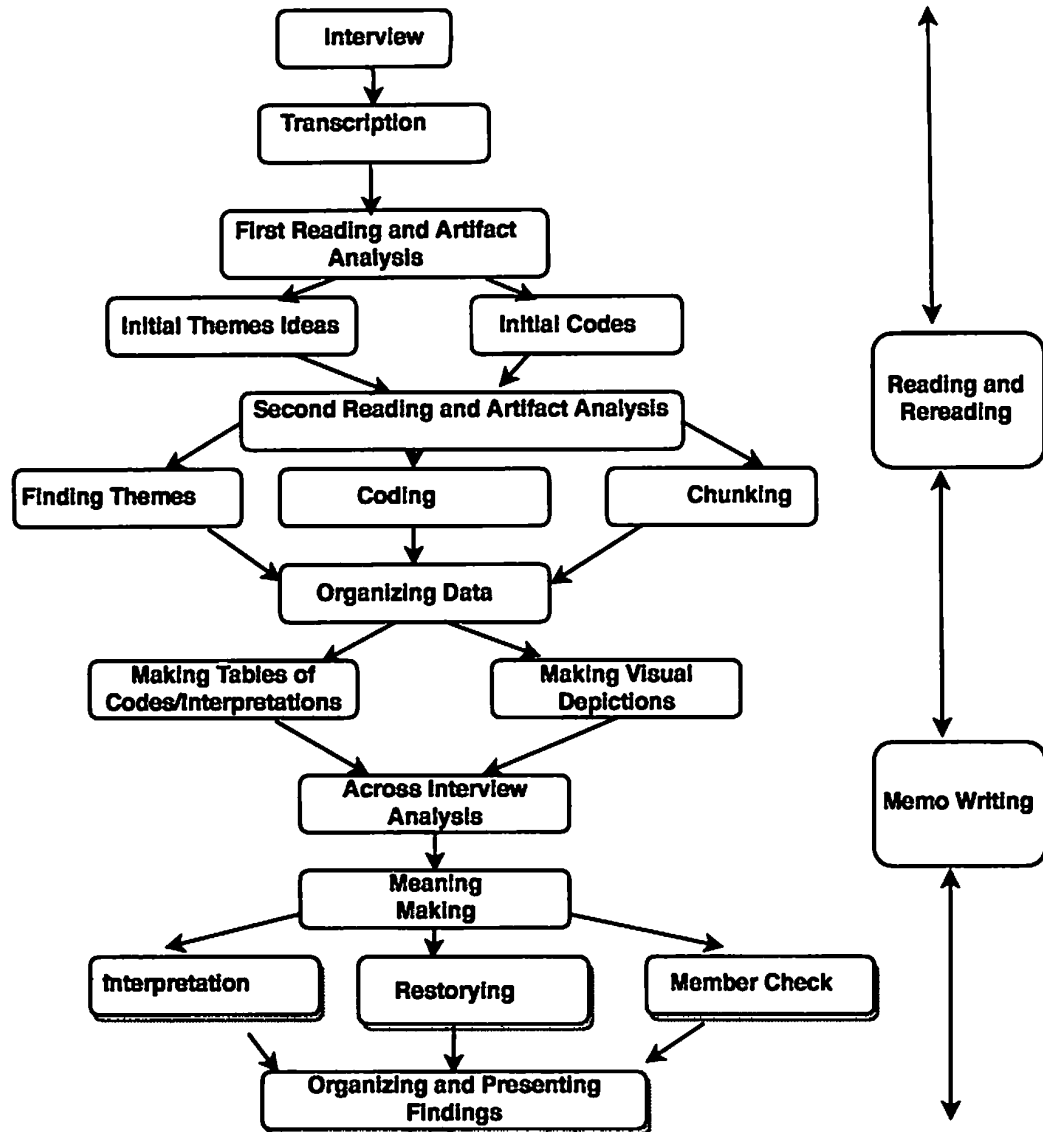 Interview
Transcription
First Reading and Artifact
Analysis
Initial Themes Ideas
Initial Codes
Second Reading and Artifact Analysis
Finding Themes
Coding
Chunking
Organizing Data
Making Tables of
Codes/Interpretations
Making Visual
Depictions
Across Interview
Analysis
Meaning
Making
Interpretation
Restorying
Member Check
Organizing and Presenting
Findings
Reading and
Rereading
Memo Writing